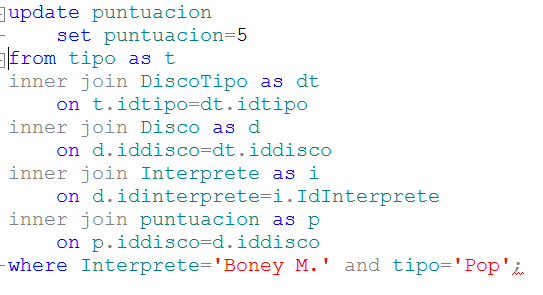 update puntuacion
set puntuacion=5
from tipo as t
inner join DiscoTipo as dt
on t.idtipo=dt.idtipo
inner join Disco as d
on d.iddisco=dt.iddisco
inner join Interprete as i
on d.idinterprete=i.IdInterprete
inner join puntuacion as p
on p.iddisco=d.iddisco
where Interprete='Boney M.' and tipo='Pop';